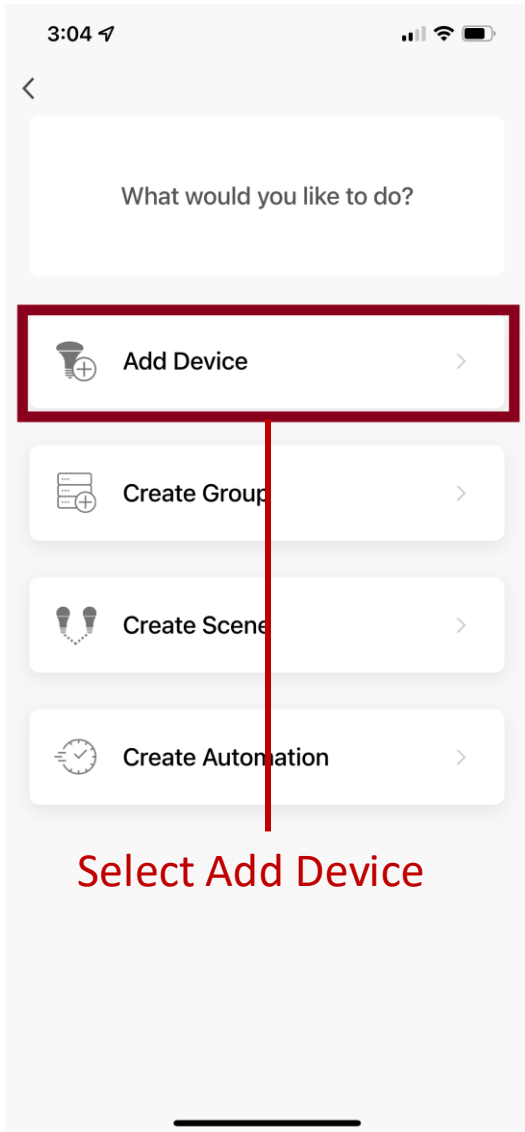 3:04
What would you like to do?
Add Device
Create Group
Create Scene
Create Automation
Select Add Device